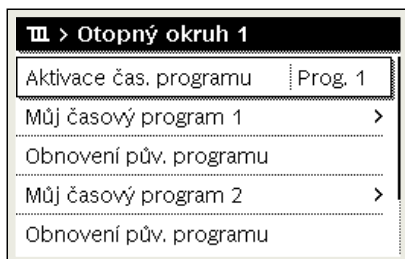 > Otopný okruh 1
Aktivace čas. programu Prog. 1
Můj časový program 1 >
Obnovení pův. programu
Můj časový program 2 >
Obnovení pův. programu